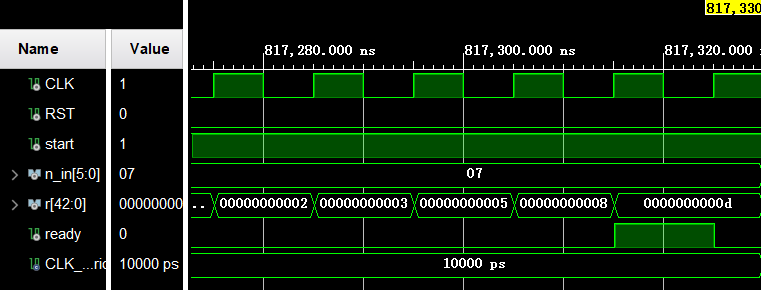 817,330
Name Value 817,280.000 ns 817,300.000 ns 817,320.000 n
CLK 1
RST 0
start 1
n_in[5:0] 07 07
r[42:0] 00000000 .. 00000000002 00000000003 00000000005 00000000008 0000000000d
ready 0
CLK_...ric 10000 ps 10000 ps